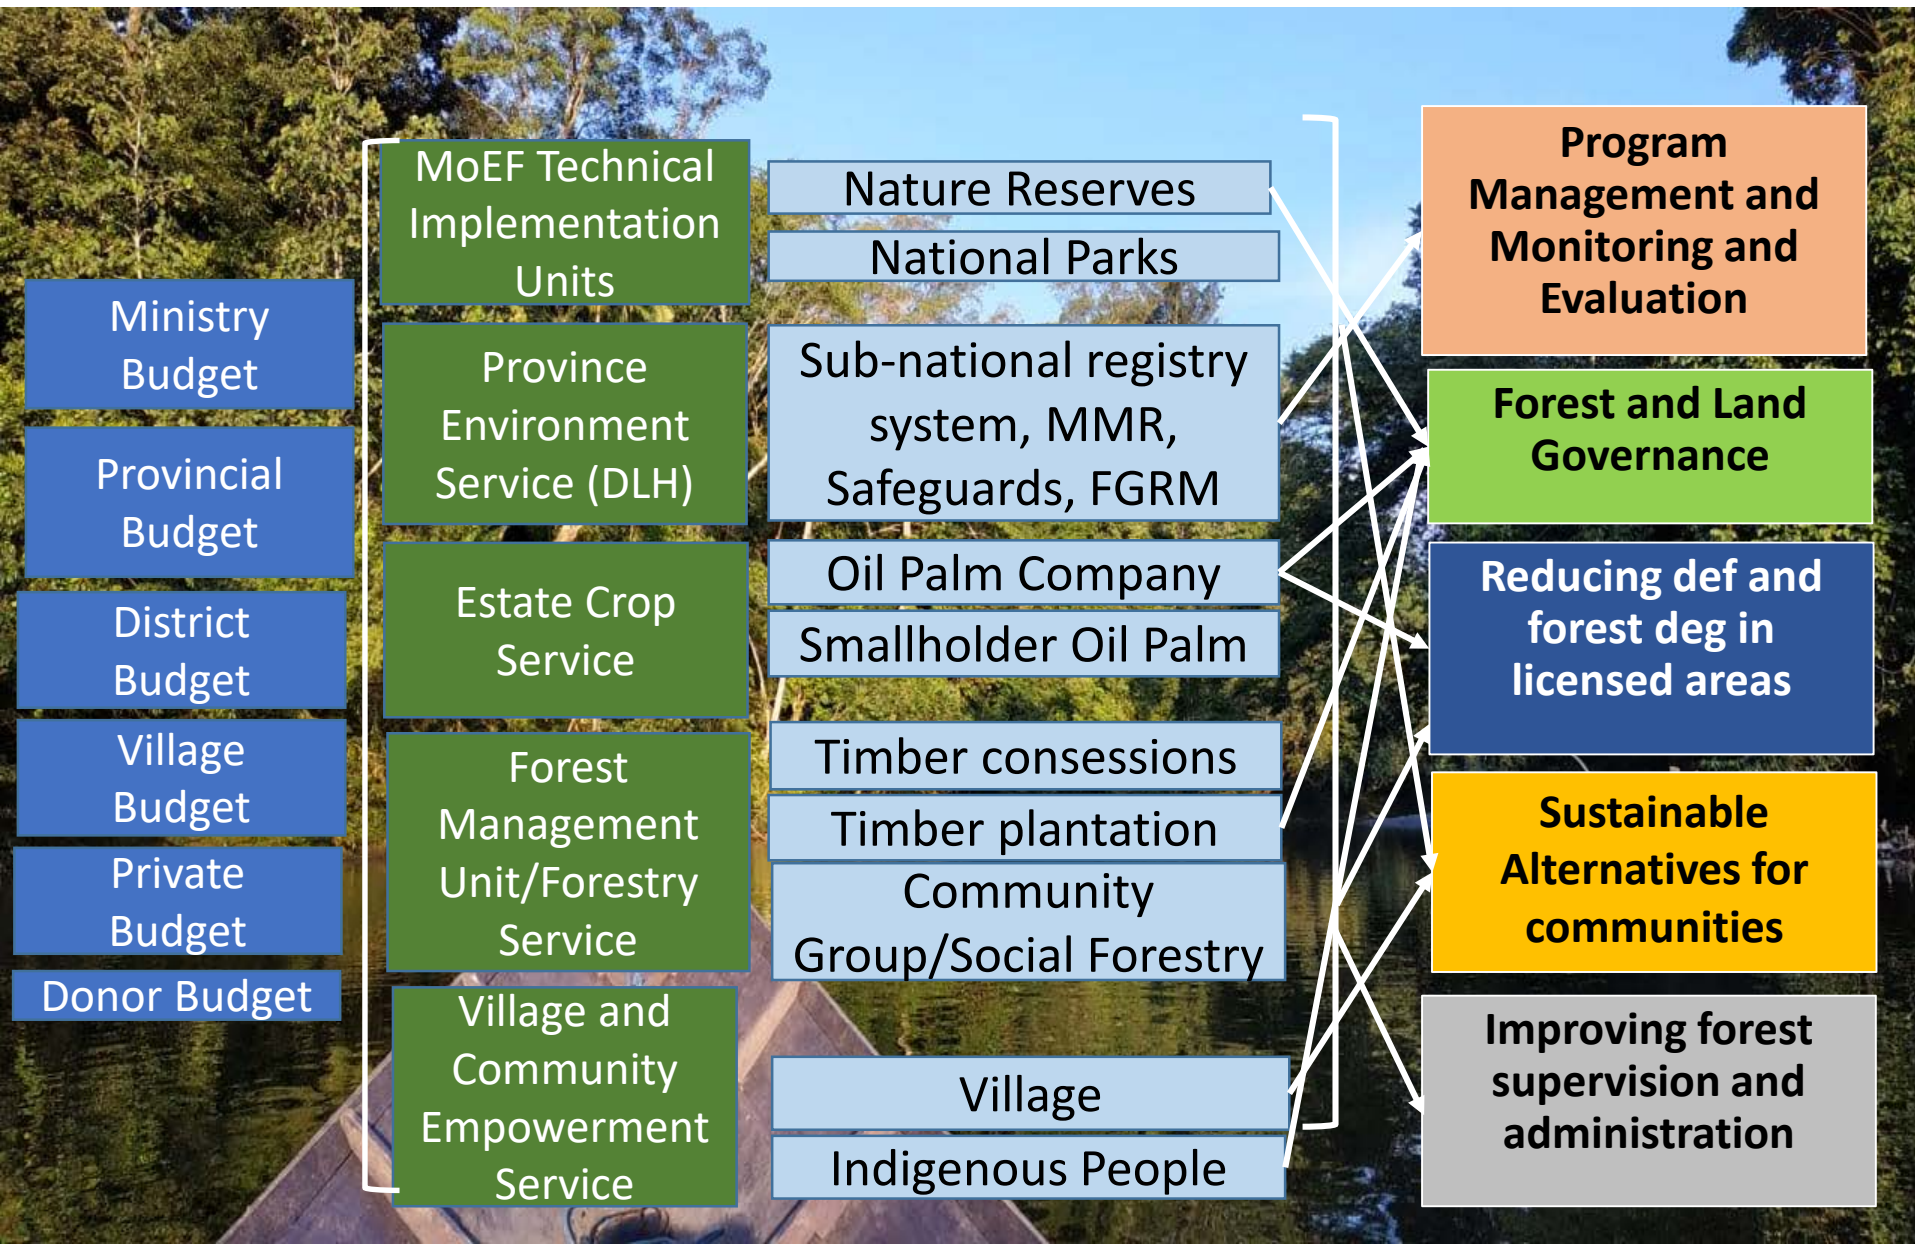 Ministry
Budget
Provincial
Budget
District
Budget
Village
Budget
Private
Budget
Donor Budget
MoEF Technical
Implementation
Units
Province
Environment
Service (DLH)
Estate Crop
Service
Forest
Management
Unit/Forestry
Service
Village and
Community
Empowerment
Service
Nature Reserves
National Parks
Sub-national registry
system, MMR,
Safeguards, FGRM
Oil Palm Company
Smallholder Oil Palm
Timber consessions
Timber plantation
Community
Group/Social Forestry
Village
Indigenous People
Program
Management and
Monitoring and
Evaluation
Forest and Land
Governance
Reducing def and
forest deg in
licensed areas
Sustainable
Alternatives for
communities
Improving forest
supervision and
administration